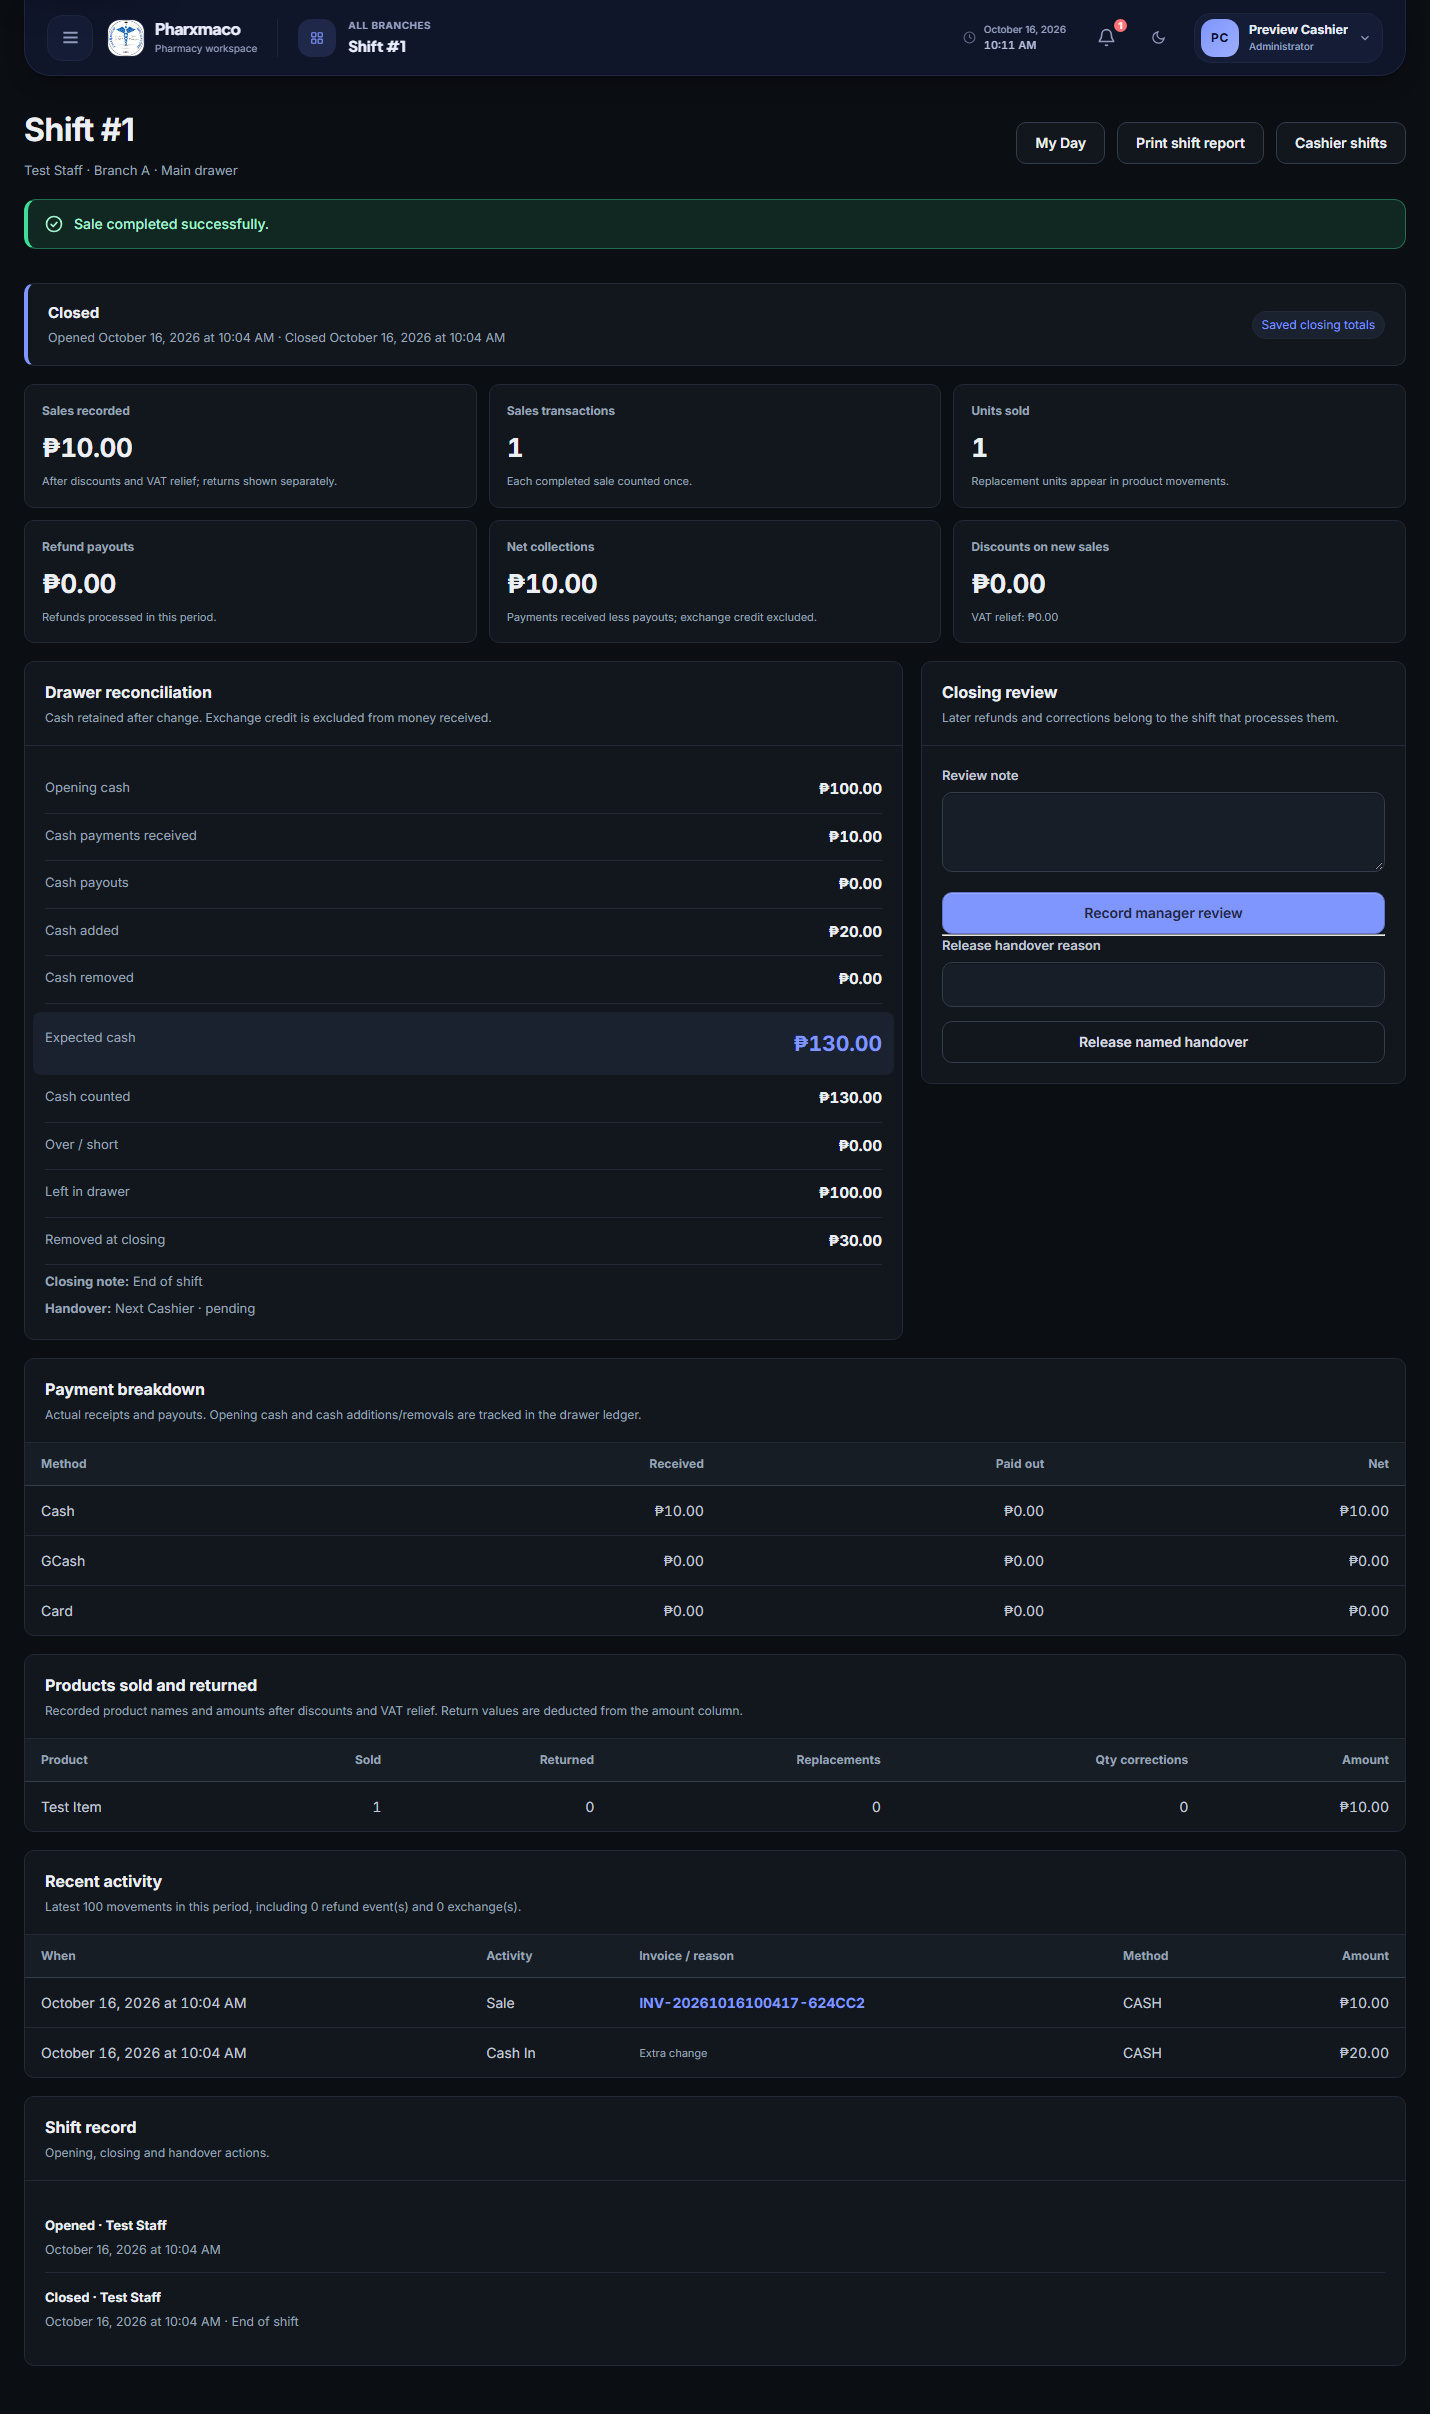 Pharxmaco
Pharmacy workspace
ALL BRANCHES
Shift #1
October 16, 2026
10:11 AM
1
PC
Preview Cashier
Administrator
Shift #1
Test Staff · Branch A · Main drawer
My Day
Print shift report
Cashier shifts
Sale completed successfully.
Closed
Opened October 16, 2026 at 10:04 AM · Closed October 16, 2026 at 10:04 AM
Saved closing totals
Sales recorded
₱10.00
After discounts and VAT relief; returns shown separately.
Sales transactions
1
Each completed sale counted once.
Units sold
1
Replacement units appear in product movements.
Refund payouts
₱0.00
Refunds processed in this period.
Net collections
₱10.00
Payments received less payouts; exchange credit excluded.
Discounts on new sales
₱0.00
VAT relief: ₱0.00
Drawer reconciliation
Cash retained after change. Exchange credit is excluded from money received.
Opening cash ₱100.00
Cash payments received ₱10.00
Cash payouts ₱0.00
Cash added ₱20.00
Cash removed ₱0.00
Expected cash ₱130.00
Cash counted ₱130.00
Over / short ₱0.00
Left in drawer ₱100.00
Removed at closing ₱30.00
Closing note: End of shift
Handover: Next Cashier · pending
Closing review
Later refunds and corrections belong to the shift that processes them.
Review note
Record manager review
Release handover reason
Release named handover
Payment breakdown
Actual receipts and payouts. Opening cash and cash additions/removals are tracked in the drawer ledger.
Method Received Paid out Net
Cash ₱10.00 ₱0.00 ₱10.00
GCash ₱0.00 ₱0.00 ₱0.00
Card ₱0.00 ₱0.00 ₱0.00
Products sold and returned
Recorded product names and amounts after discounts and VAT relief. Return values are deducted from the amount column.
Product Sold Returned Replacements Qty corrections Amount
Test Item 1 0 0 0 ₱10.00
Recent activity
Latest 100 movements in this period, including 0 refund event(s) and 0 exchange(s).
When Activity Invoice / reason Method Amount
October 16, 2026 at 10:04 AM Sale INV-20261016100417-624CC2 CASH ₱10.00
October 16, 2026 at 10:04 AM Cash In Extra change CASH ₱20.00
Shift record
Opening, closing and handover actions.
Opened · Test Staff
October 16, 2026 at 10:04 AM
Closed · Test Staff
October 16, 2026 at 10:04 AM · End of shift